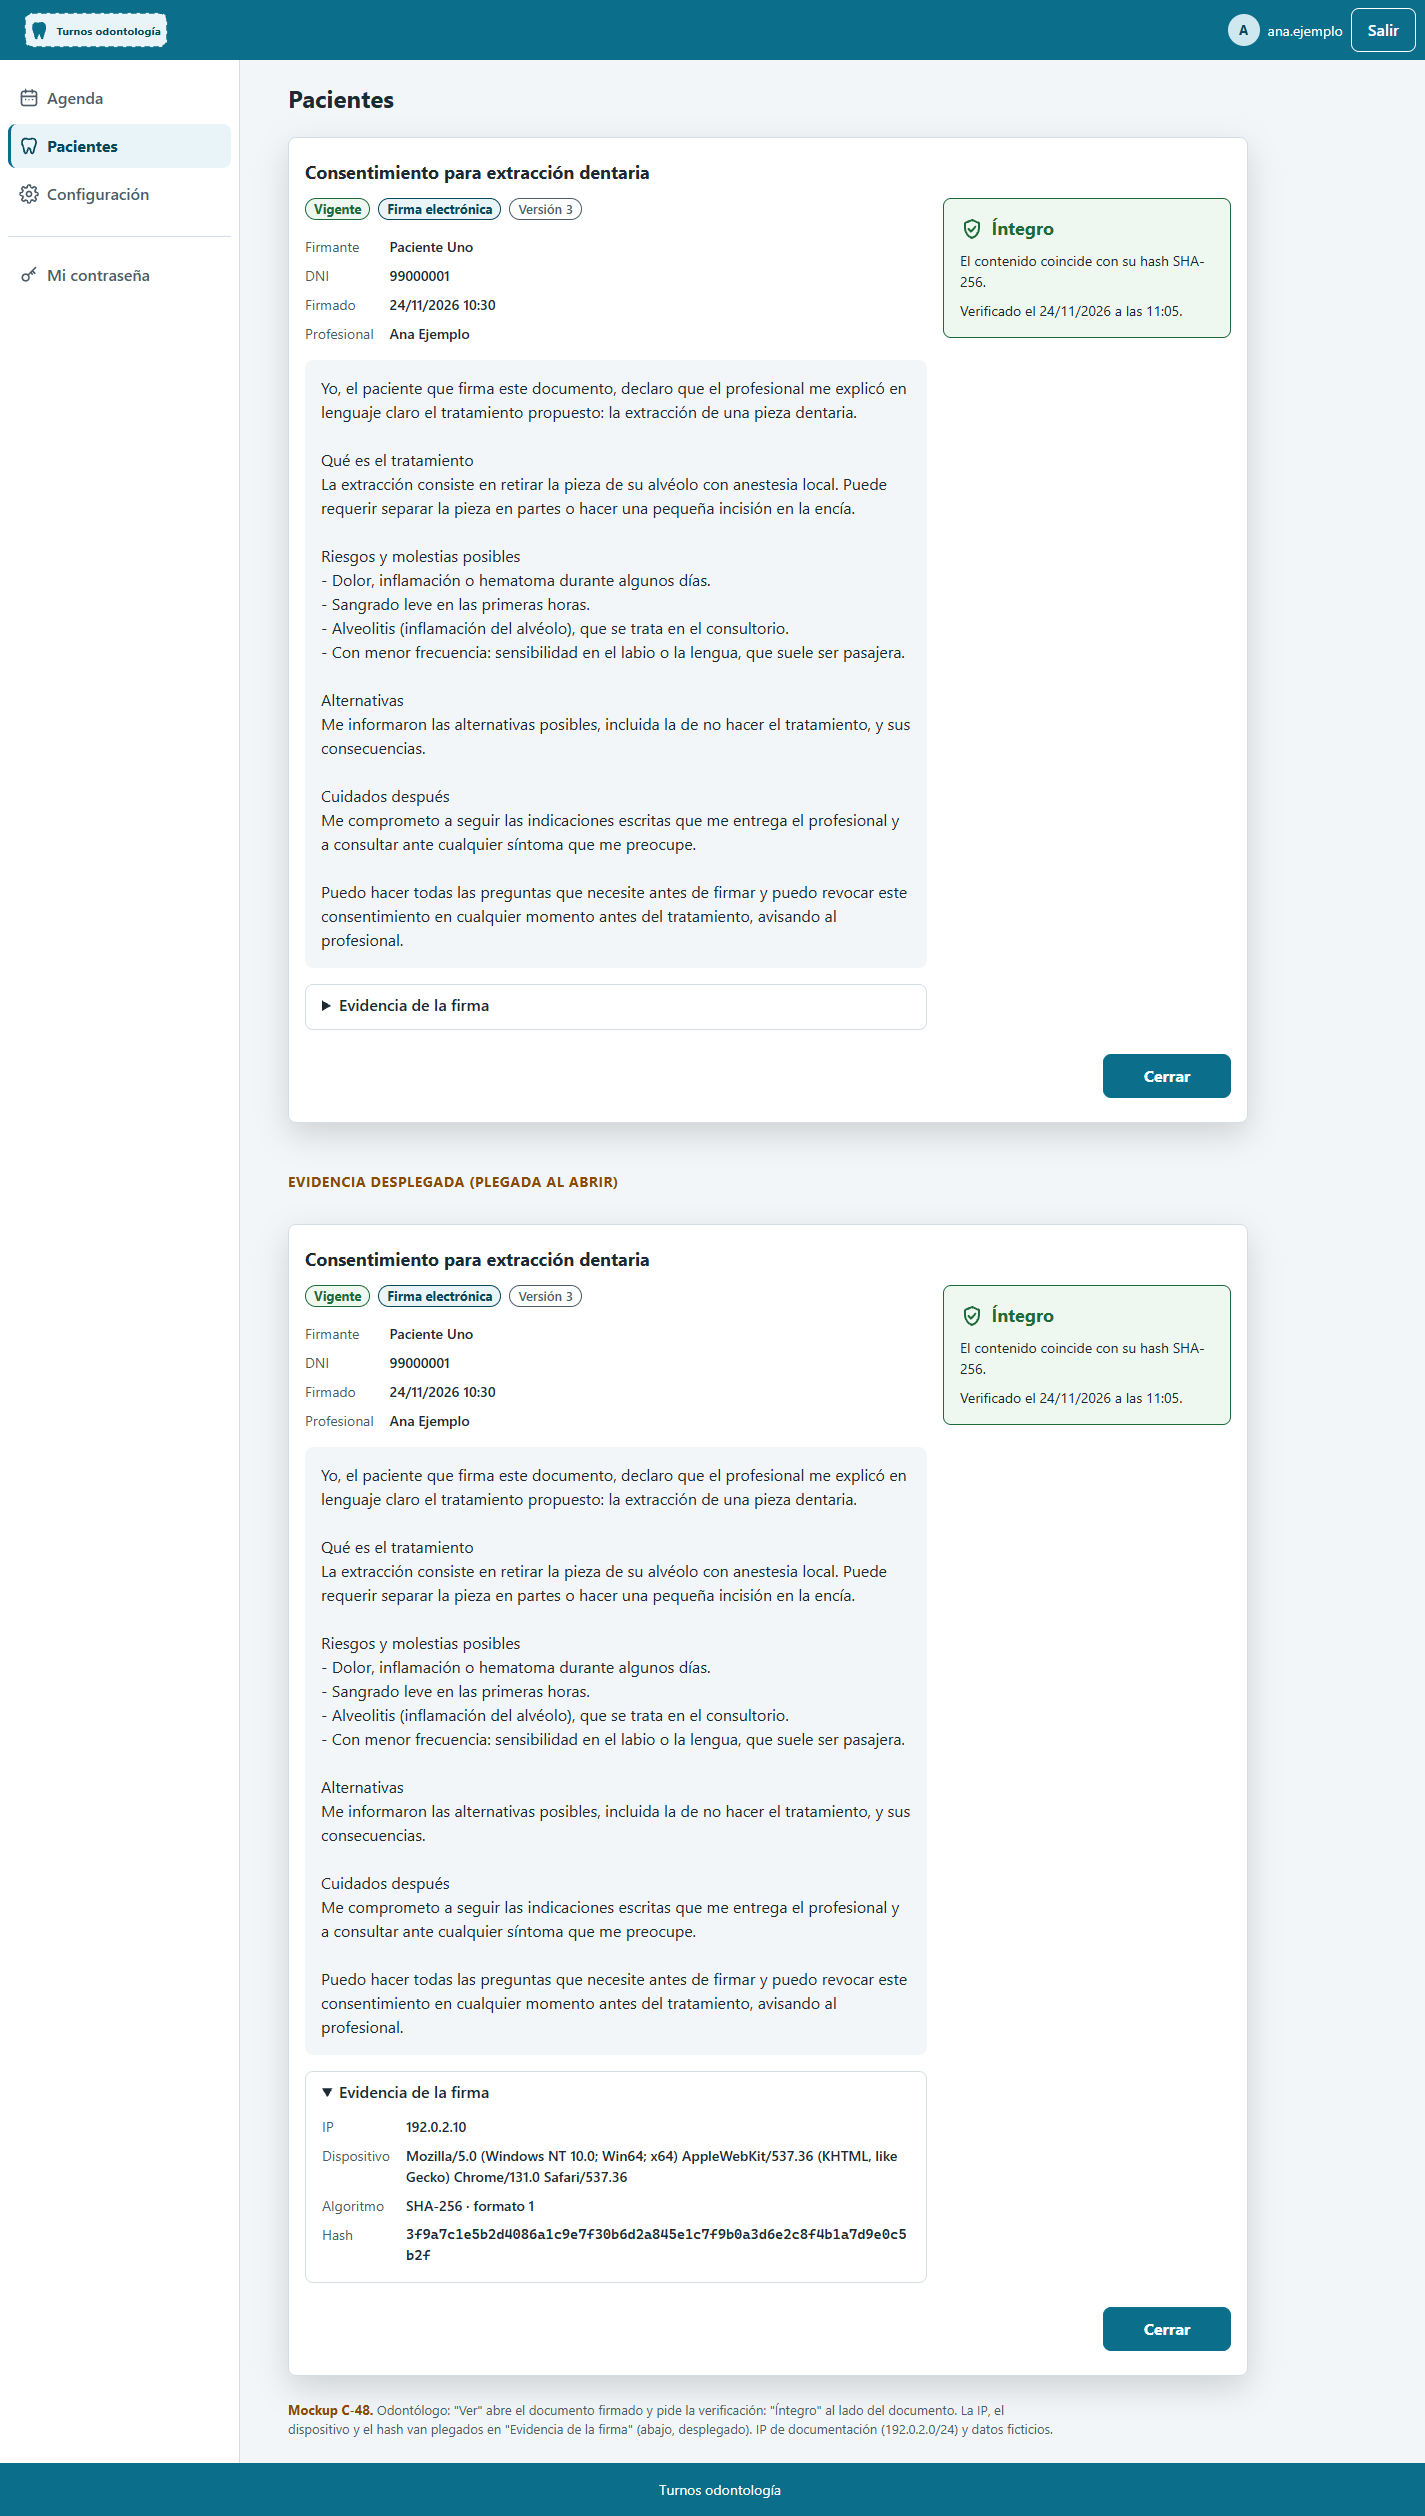 Turnos odontología
A
ana.ejemplo
Salir
Agenda
Pacientes
Configuración
Mi contraseña
Pacientes
Consentimiento para extracción dentaria
Vigente
Firma electrónica
Versión 3
Firmante Paciente Uno
DNI 99000001
Firmado 24/11/2026 10:30
Profesional Ana Ejemplo
Íntegro
El contenido coincide con su hash SHA-
256.
Verificado el 24/11/2026 a las 11:05.
Yo, el paciente que firma este documento, declaro que el profesional me explicó en
lenguaje claro el tratamiento propuesto: la extracción de una pieza dentaria.
Qué es el tratamiento
La extracción consiste en retirar la pieza de su alvéolo con anestesia local. Puede
requerir separar la pieza en partes o hacer una pequeña incisión en la encía.
Riesgos y molestias posibles
- Dolor, inflamación o hematoma durante algunos días.
- Sangrado leve en las primeras horas.
- Alveolitis (inflamación del alvéolo), que se trata en el consultorio.
- Con menor frecuencia: sensibilidad en el labio o la lengua, que suele ser pasajera.
Alternativas
Me informaron las alternativas posibles, incluida la de no hacer el tratamiento, y sus
consecuencias.
Cuidados después
Me comprometo a seguir las indicaciones escritas que me entrega el profesional y
a consultar ante cualquier síntoma que me preocupe.
Puedo hacer todas las preguntas que necesite antes de firmar y puedo revocar este
consentimiento en cualquier momento antes del tratamiento, avisando al
profesional.
Evidencia de la firma
Cerrar
EVIDENCIA DESPLEGADA (PLEGADA AL ABRIR)
Consentimiento para extracción dentaria
Vigente
Firma electrónica
Versión 3
Firmante Paciente Uno
DNI 99000001
Firmado 24/11/2026 10:30
Profesional Ana Ejemplo
Íntegro
El contenido coincide con su hash SHA-
256.
Verificado el 24/11/2026 a las 11:05.
Yo, el paciente que firma este documento, declaro que el profesional me explicó en
lenguaje claro el tratamiento propuesto: la extracción de una pieza dentaria.
Qué es el tratamiento
La extracción consiste en retirar la pieza de su alvéolo con anestesia local. Puede
requerir separar la pieza en partes o hacer una pequeña incisión en la encía.
Riesgos y molestias posibles
- Dolor, inflamación o hematoma durante algunos días.
- Sangrado leve en las primeras horas.
- Alveolitis (inflamación del alvéolo), que se trata en el consultorio.
- Con menor frecuencia: sensibilidad en el labio o la lengua, que suele ser pasajera.
Alternativas
Me informaron las alternativas posibles, incluida la de no hacer el tratamiento, y sus
consecuencias.
Cuidados después
Me comprometo a seguir las indicaciones escritas que me entrega el profesional y
a consultar ante cualquier síntoma que me preocupe.
Puedo hacer todas las preguntas que necesite antes de firmar y puedo revocar este
consentimiento en cualquier momento antes del tratamiento, avisando al
profesional.
Evidencia de la firma
IP 192.0.2.10
Dispositivo Mozilla/5.0 (Windows NT 10.0; Win64; x64) AppleWebKit/537.36 (KHTML, like
Gecko) Chrome/131.0 Safari/537.36
Algoritmo SHA-256 · formato 1
Hash 3f9a7c1e5b2d4086a1c9e7f30b6d2a845e1c7f9b0a3d6e2c8f4b1a7d9e0c5
b2f
Cerrar
Mockup C-48. Odontólogo: "Ver" abre el documento firmado y pide la verificación: "Íntegro" al lado del documento. La IP, el
dispositivo y el hash van plegados en "Evidencia de la firma" (abajo, desplegado). IP de documentación (192.0.2.0/24) y datos ficticios.
Turnos odontología